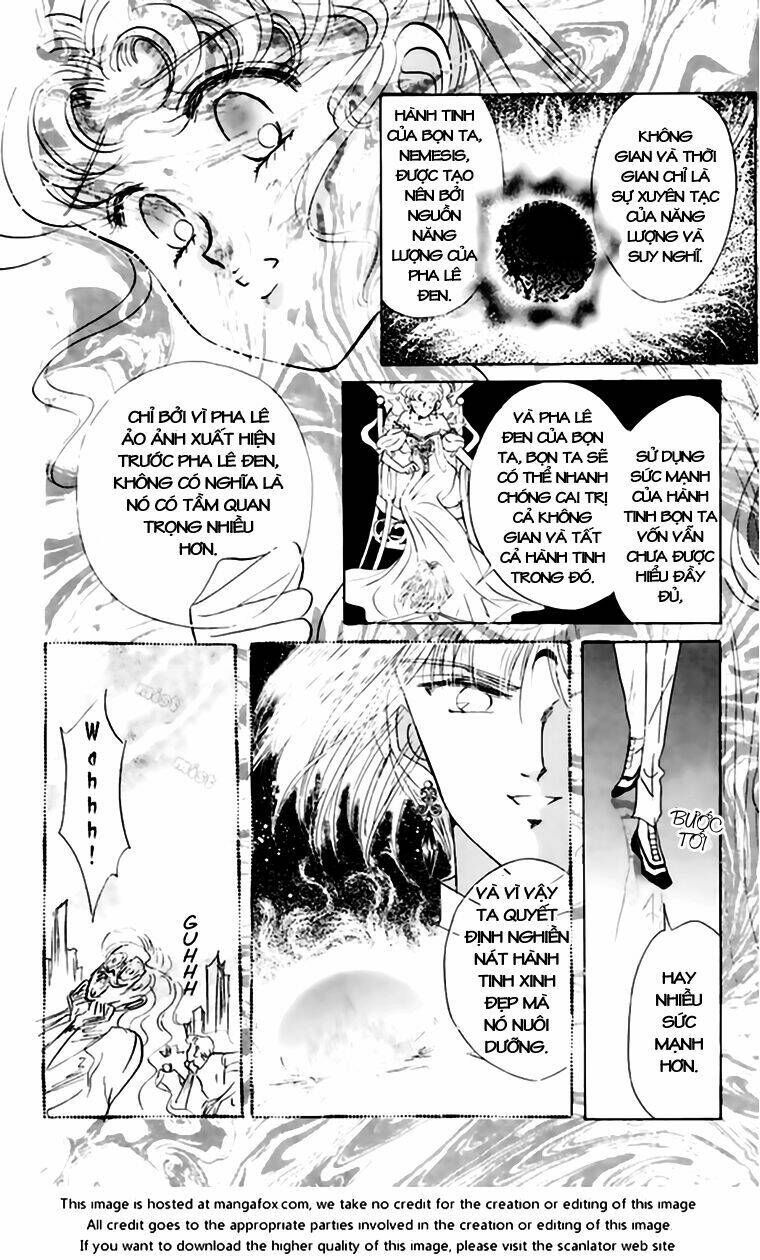 KHÔNG
GIAN VÀ THỜI
GIAN CHỈ LÀ
SỰ XUYÊN TẠC
CỦA NĂNG
LƯỢNG VÀ
SUY NGHĨ.
HÀNH TINH
CỦA BỌN TA,
NEMESIS,
ĐƯỢC TẠO
NÊN BỞI
NGUỒN
NĂNG
LƯỢNG CỦA
PHA LÊ
ĐEN.
SỬ DỤNG
SỨC MẠNH
CỦA HÀNH
TINH BỌN TA
VỐN VẪN
CHƯA ĐƯỢC
HIỂU ĐẦY
ĐỦ,
VÀ PHA LÊ
ĐEN CỦA BỌN
TA, BỌN TA SẼ
CÓ THỂ NHANH
CHÓNG CAI TRỊ
CẢ KHÔNG
GIAN VÀ TẤT
CẢ HÀNH TINH
TRONG ĐÓ.
CHỈ BỞI VÌ PHA LÊ
ẢO ẢNH XUẤT HIỆN
TRƯỚC PHA LÊ ĐEN,
KHÔNG CÓ NGHĨA LÀ
NÓ CÓ TẦM QUAN
TRỌNG NHIỀU
HƠN.
BƯỚC
TỚI
HAY
NHIỀU
SỨC
MẠNH
HƠN.
VÀ VÌ VẬY
TA QUYẾT
ĐỊNH NGHIỀN
NÁT HÀNH
TINH XINH
ĐẸP MÀ
NÓ NUÔI
DƯỠNG.
mist
mist
Wahhh!
GUHHH
This image is hosted at mangafox.com, we take no credit for the creation or editing of this image
All credit goes to the appropriate parties involved in the creation or editing of this image
If you want to download the higher quality of this image, please visit the scanlator web site